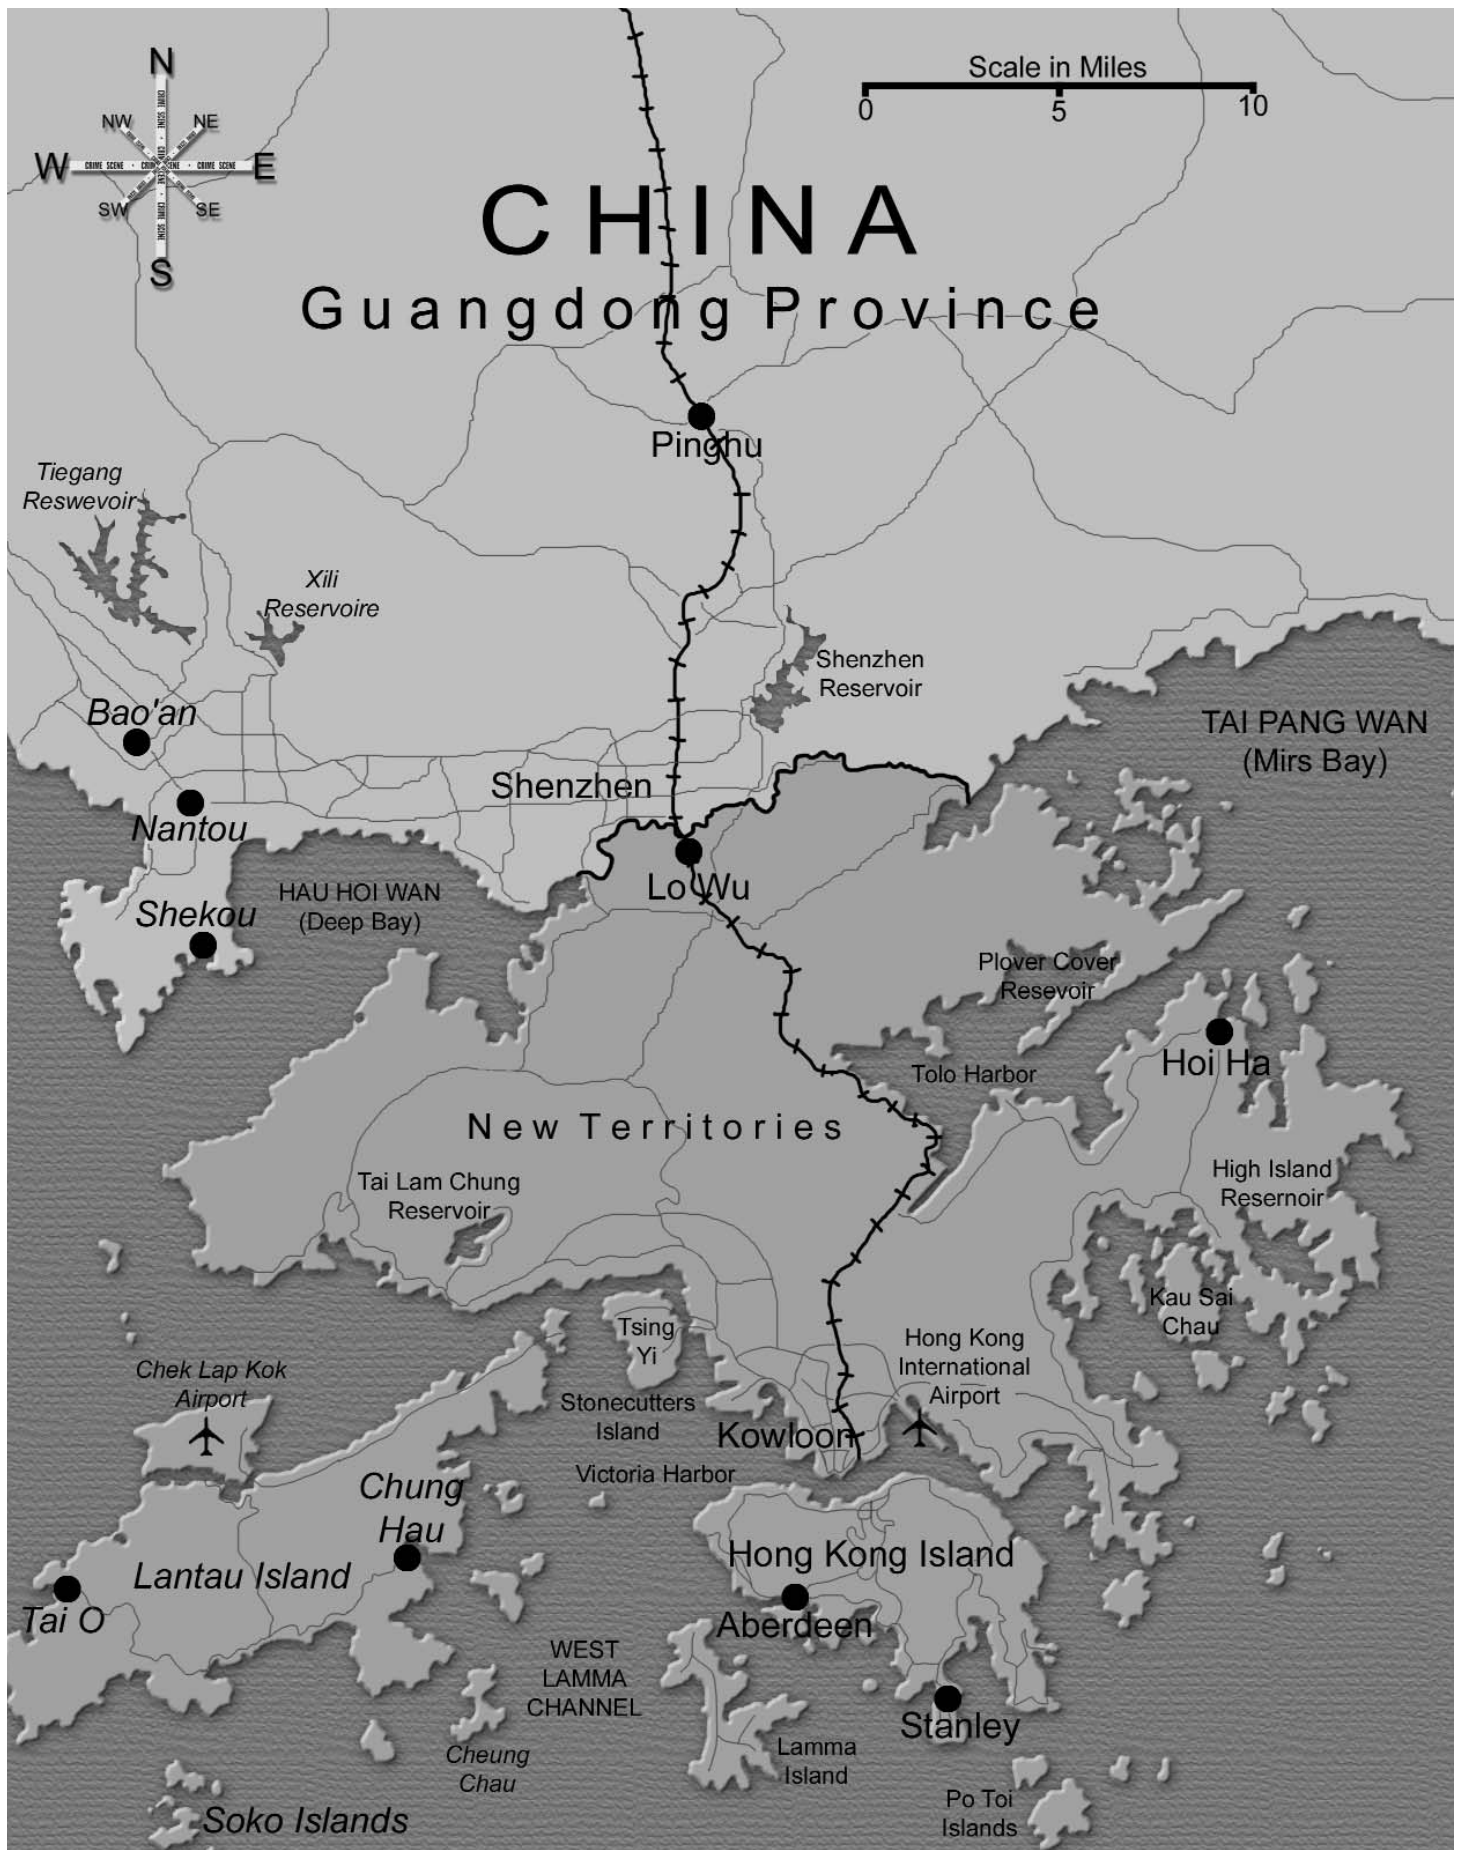 N
NW
NE
W
CRIME SCENE
CRIME SCENE
E
SW
SE
S
Scale in Miles
0
5
10
CHINA
Guangdong Province
Pinghu
Tiegang
Reswevoir
Xili
Reservoire
Shenzhen
Reservoir
Bao'an
TAI PANG WAN
(Mirs Bay)
Shenzhen
Nantou
HAU HOI WAN
(Deep Bay)
Lo Wu
Shekou
Plover Cover
Resevoir
Hoi Ha
Tolo Harbor
New Territories
Tai Lam Chung
Reservoir
High Island
Resernoir
Kau Sai
Chau
Tsing
Yi
Hong Kong
International
Airport
Chek Lap Kok
Airport
Stonecutters
Island
Kowloon
Victoria Harbor
Chung
Hau
Hong Kong Island
Lantau Island
Tai O
Aberdeen
WEST
LAMMA
CHANNEL
Stanley
Lamma
Island
Cheung
Chau
Po Toi
Islands
Soko Islands